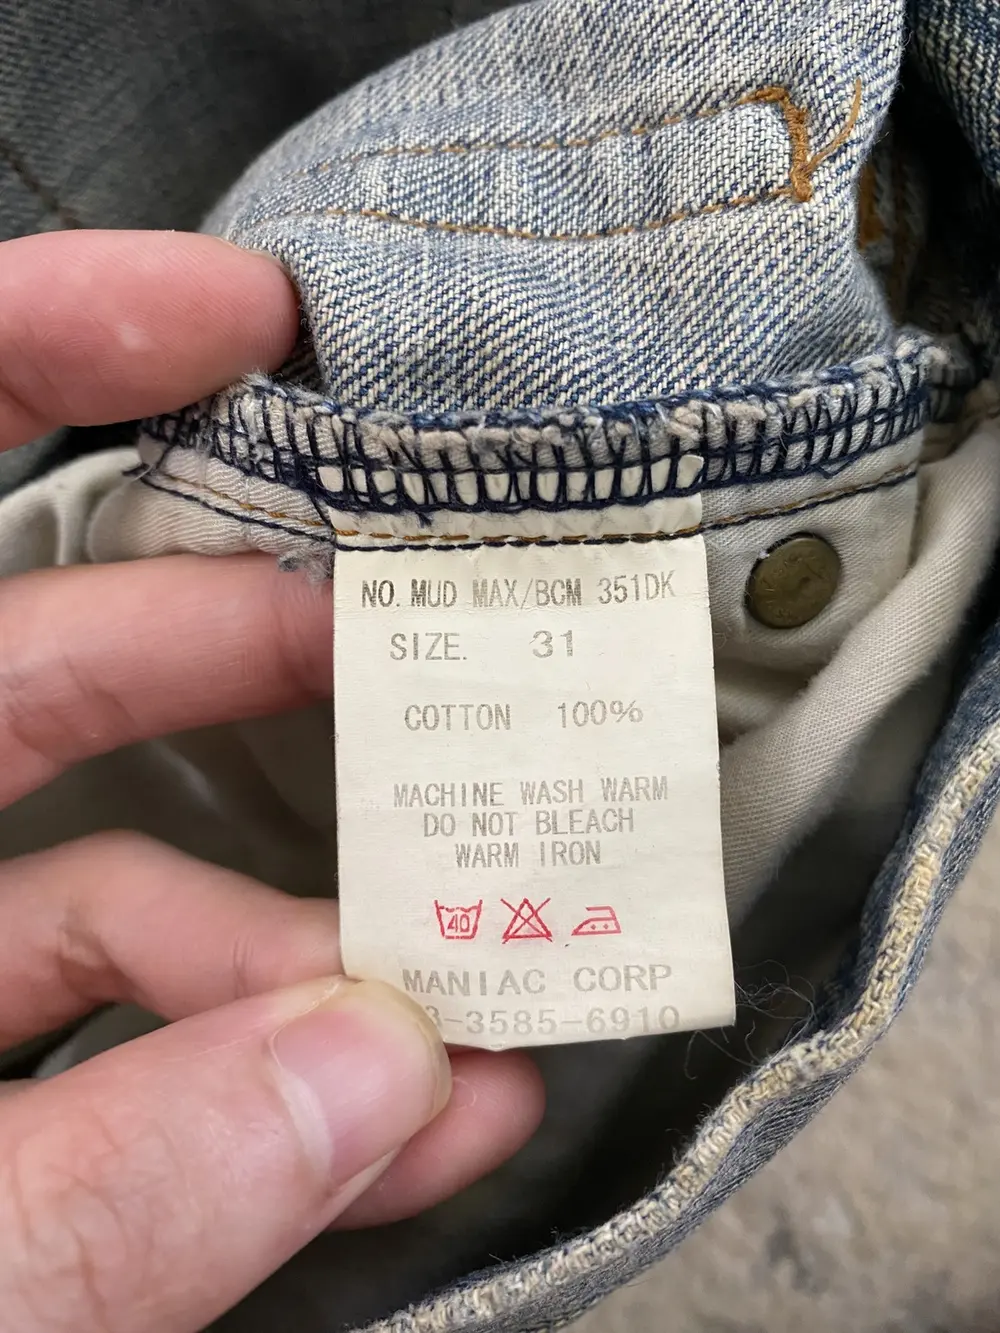 NO. MUD MAX/BCM 351DK
SIZE. 31
COTTON 100%
MACHINE WASH WARM
DO NOT BLEACH
WARM IRON
40
MANIAC CORP
3-3585-6910